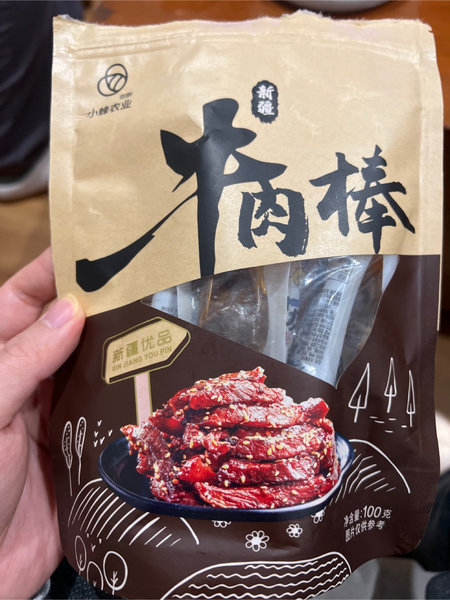 小蜂农业
新疆
牛肉棒
新疆优品
XIN JIANG YOU PIN
净含量:100克
图片仅供参考